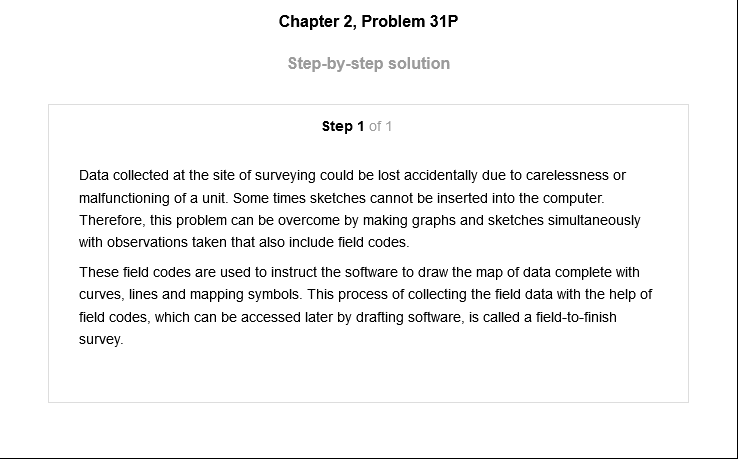 Chapter 2, Problem 31P
Step-by-step solution
Step 1 of 1
Data collected at the site of surveying could be lost accidentally due to carelessness or
malfunctioning of a unit. Some times sketches cannot be inserted into the computer.
Therefore, this problem can be overcome by making graphs and sketches simultaneously
with observations taken that also include field codes.
These field codes are used to instruct the software to draw the map of data complete with
curves, lines and mapping symbols. This process of collecting the field data with the help of
field codes, which can be accessed later by drafting software, is called a field-to-finish
survey.